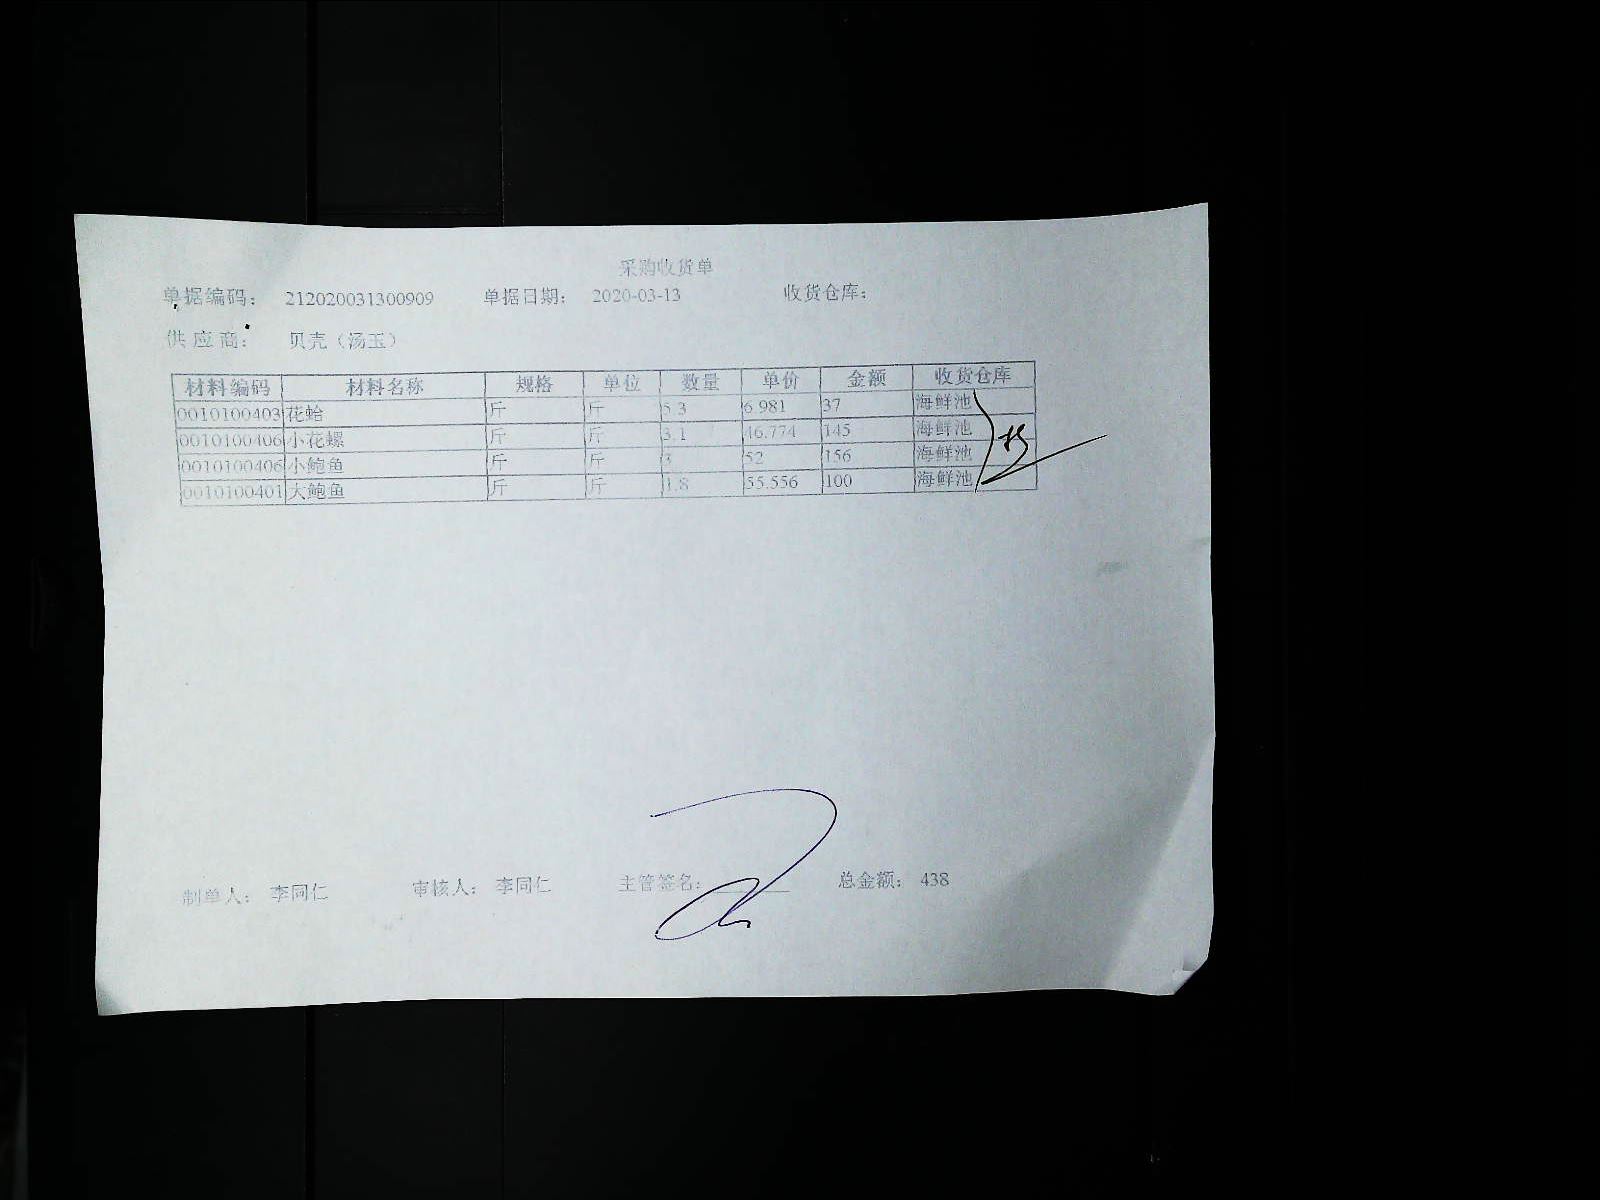 采购收货单
单据编码： 212020031300909 单据日期： 2020-03-13 收货仓库：
供应商： 贝壳（汤玉）
材料编码 材料名称 规格 单位 数量 单价 金额 收货仓库
0010100403 花蛤 斤 斤 5.3 6.981 37 海鲜池
0010100406 小花螺 斤 斤 3.1 46.774 145 海鲜池
0010100406 小鲍鱼 斤 斤 3 52 156 海鲜池
0010100401 大鲍鱼 斤 斤 1.8 55.556 100 海鲜池
制单人： 李同仁 审核人： 李同仁 主管签名： 总金额： 438